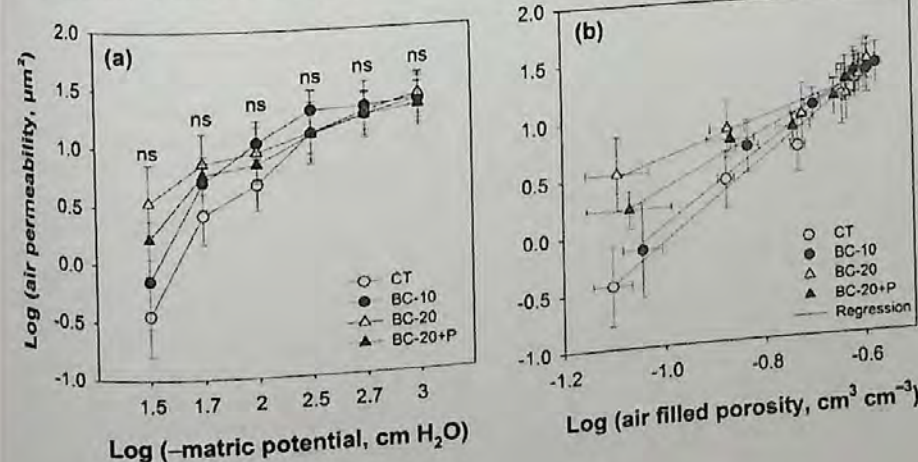 (a)
ns
ns
ns
ns
ns
ns
2.0
1.5
1.0
0.5
0.0
-0.5
-1.0
Log (air permeability, μm²)
CT
BC-10
BC-20
BC-20+P
1.5 1.7 2 2.5 2.7 3
Log (–matric potential, cm H₂O)
(b)
2.0
1.5
1.0
0.5
0.0
-0.5
-1.0
CT
BC-10
BC-20
BC-20+P
Regression
-1.2 -1.0 -0.8 -0.6
Log (air filled porosity, cm³ cm⁻³)